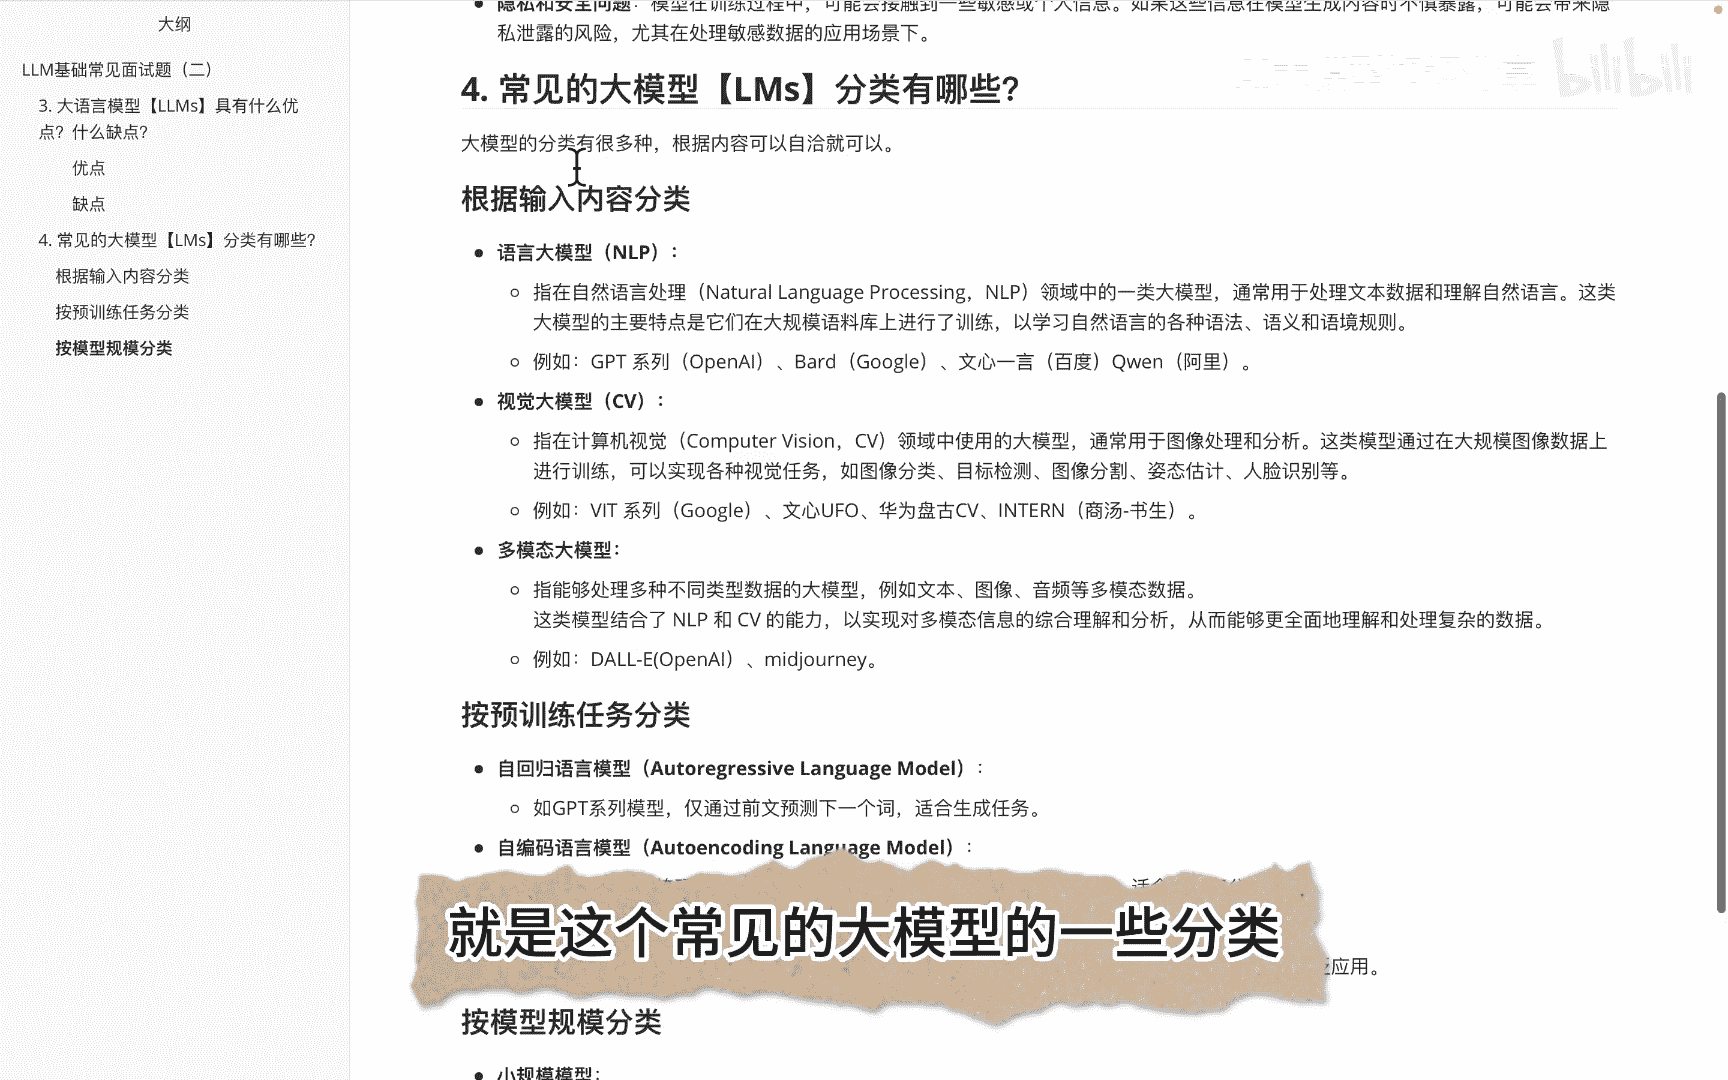 大纲
LLM基础常见面试题（二）
3. 大语言模型【LLMs】具有什么优
点？什么缺点？
优点
缺点
4. 常见的大模型【LMs】分类有哪些？
根据输入内容分类
按预训练任务分类
按模型规模分类
隐私和安全问题：模型在训练过程中，可能会接触到一些敏感或个人信息。如果这些信息在模型生成内容时不慎暴露，可能会带来隐
私泄露的风险，尤其在处理敏感数据的应用场景下。
bilibili
4. 常见的大模型【LMs】分类有哪些？
大模型的分类有很多种，根据内容可以自洽就可以。
根据输入内容分类
语言大模型（NLP）：
指在自然语言处理（Natural Language Processing，NLP）领域中的一类大模型，通常用于处理文本数据和理解自然语言。这类
大模型的主要特点是它们在大规模语料库上进行了训练，以学习自然语言的各种语法、语义和语境规则。
例如：GPT 系列（OpenAI）、Bard（Google）、文心一言（百度）Qwen（阿里）。
视觉大模型（CV）：
指在计算机视觉（Computer Vision，CV）领域中使用的大模型，通常用于图像处理和分析。这类模型通过在大规模图像数据上
进行训练，可以实现各种视觉任务，如图像分类、目标检测、图像分割、姿态估计、人脸识别等。
例如：VIT 系列（Google）、文心UFO、华为盘古CV、INTERN（商汤-书生）。
多模态大模型：
指能够处理多种不同类型数据的大模型，例如文本、图像、音频等多模态数据。
这类模型结合了 NLP 和 CV 的能力，以实现对多模态信息的综合理解和分析，从而能够更全面地理解和处理复杂的数据。
例如：DALL-E(OpenAI）、midjourney。
按预训练任务分类
自回归语言模型（Autoregressive Language Model）：
如GPT系列模型，仅通过前文预测下一个词，适合生成任务。
自编码语言模型（Autoencoding Language Model）：
就是这个常见的大模型的一些分类
应用。
按模型规模分类
小规模模型：